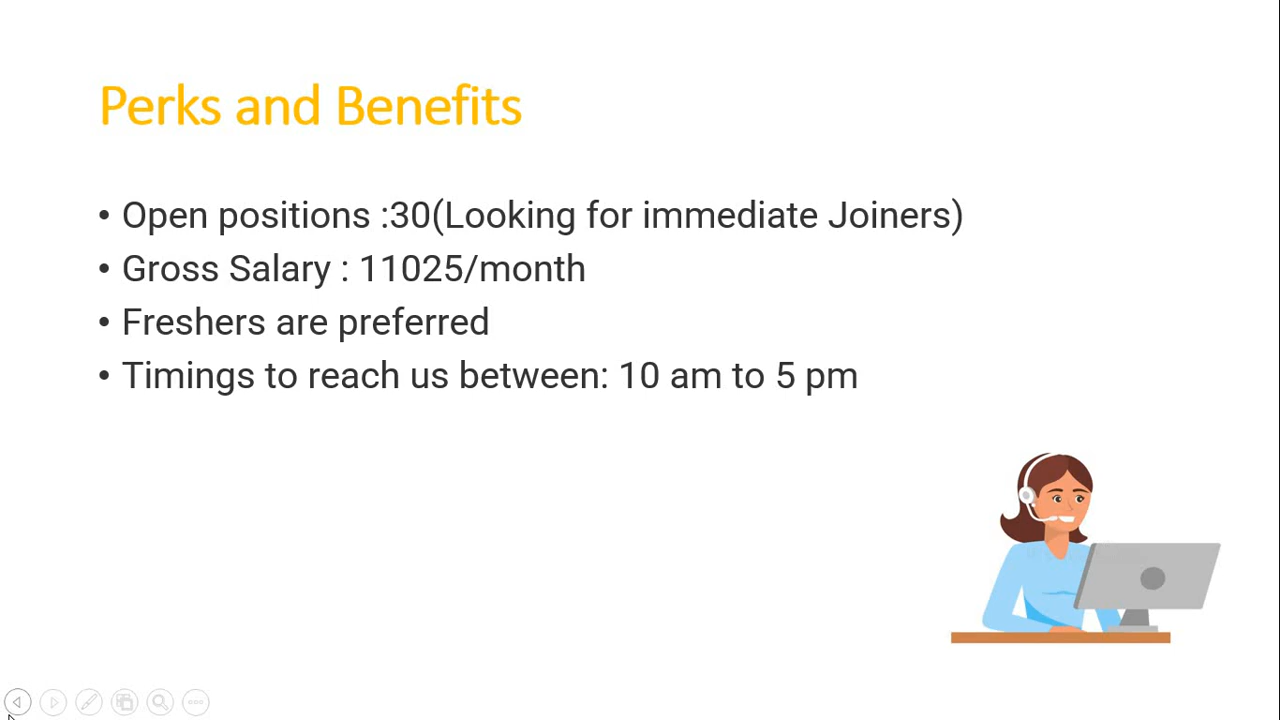 Perks and Benefits
• Open positions :30(Looking for immediate Joiners)
• Gross Salary : 11025/month
• Freshers are preferred
• Timings to reach us between: 10 am to 5 pm